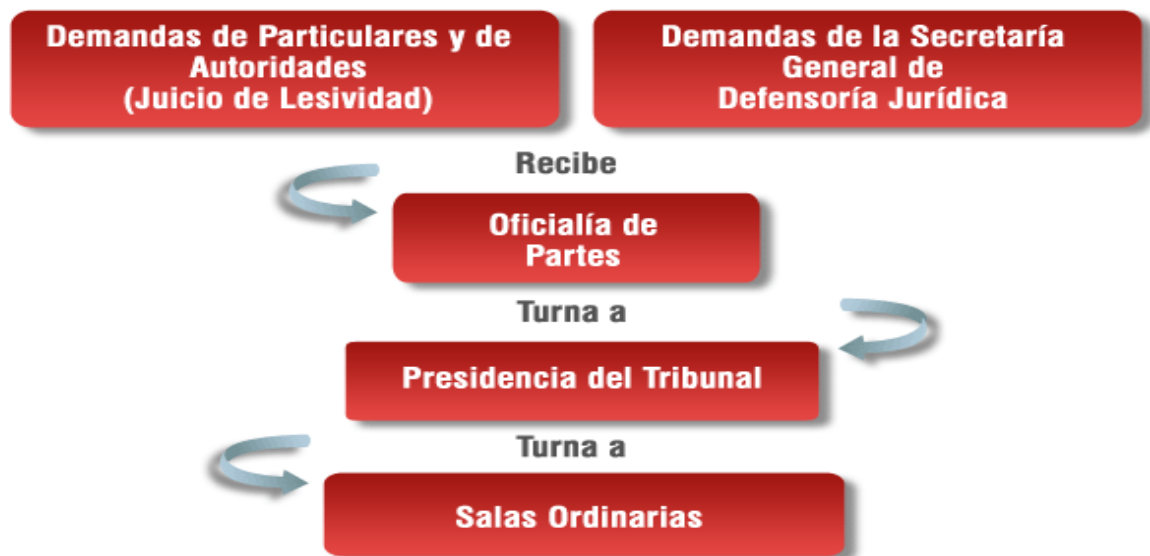 Demandas de Particulares y de
Autoridades
(Juicio de Lesividad)
Demandas de la Secretaría
General de
Defensoría Jurídica
Recibe
Oficialía de
Partes
Turna a
Presidencia del Tribunal
Turna a
Salas Ordinarias